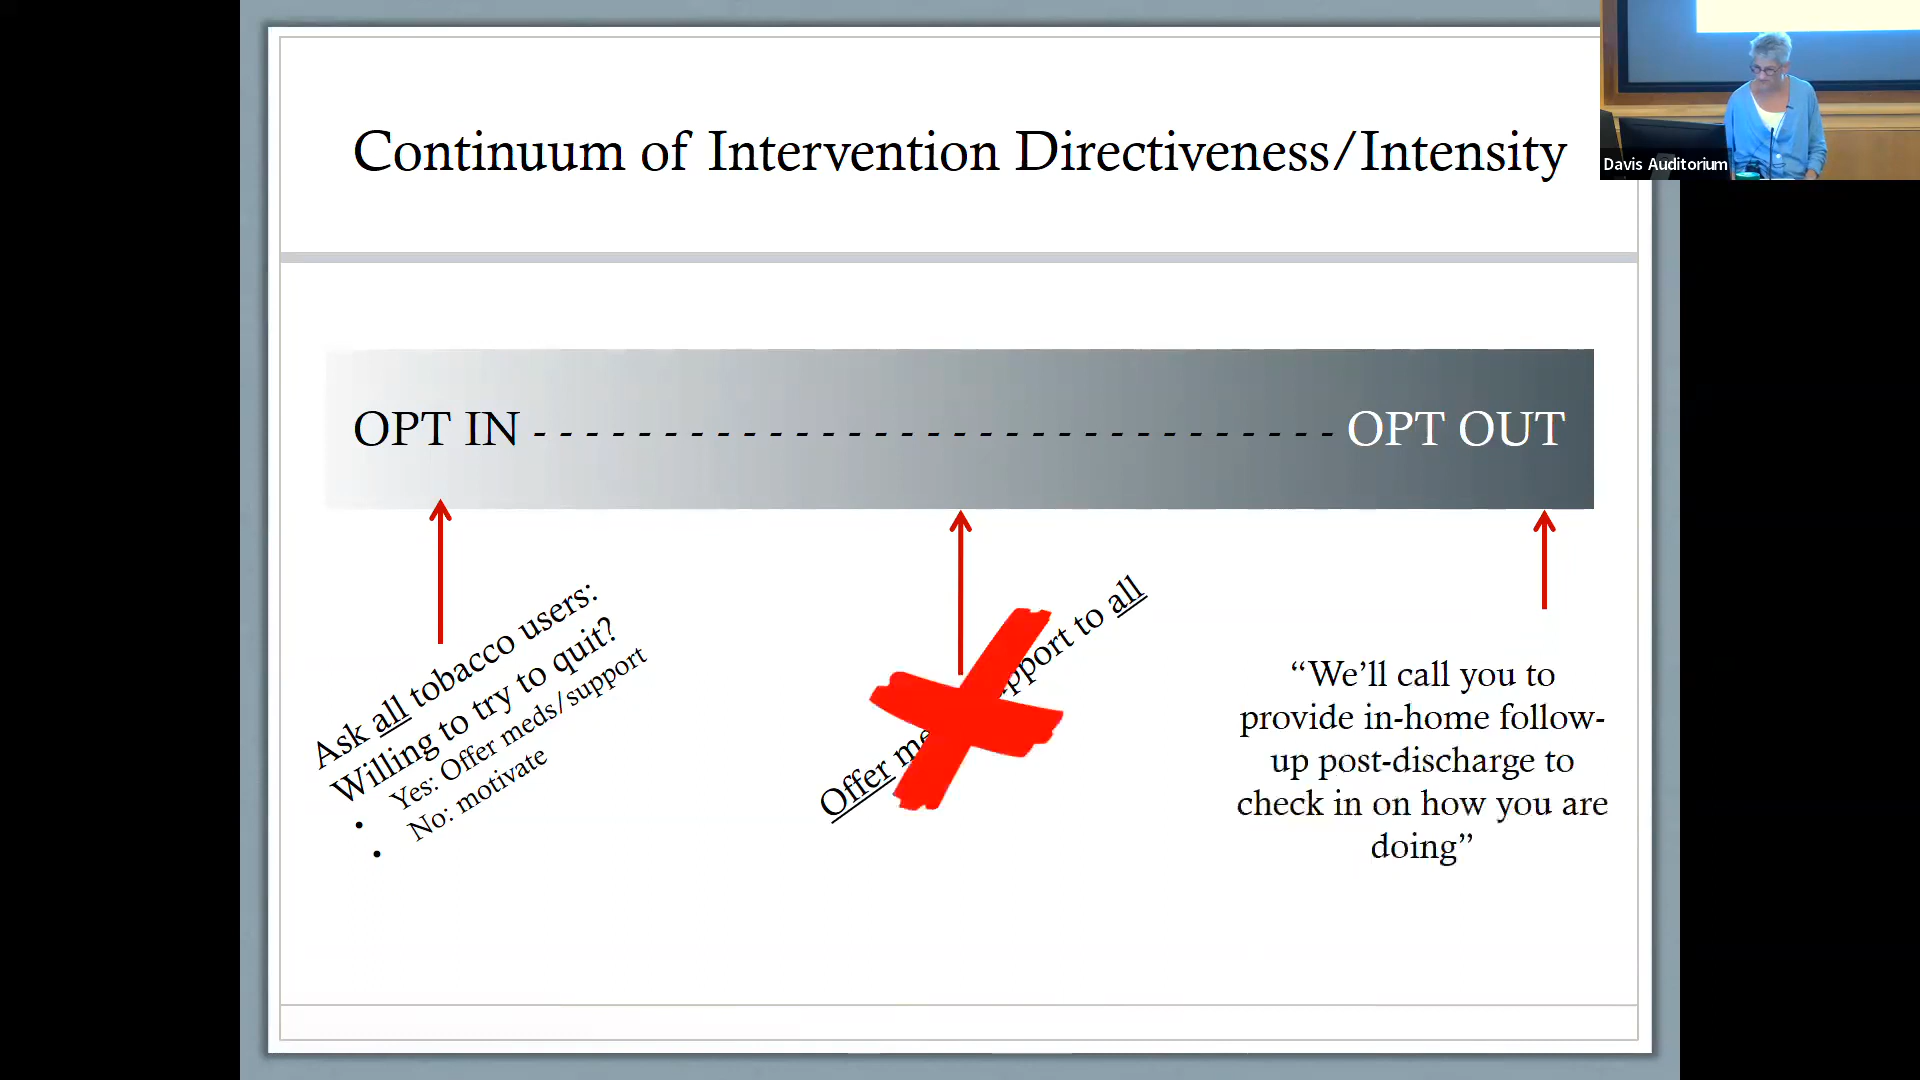 Continuum of Intervention Directiveness/Intensity
Davis Auditorium
OPT IN - - - - - - - - - - - - - - - - - - - - - - - - - - - - - - - OPT OUT
Ask all tobacco users:
Willing to try to quit?
• Yes: Offer meds/support
• No: motivate
Offer to all
“We’ll call you to
provide in-home follow-
up post-discharge to
check in on how you are
doing”